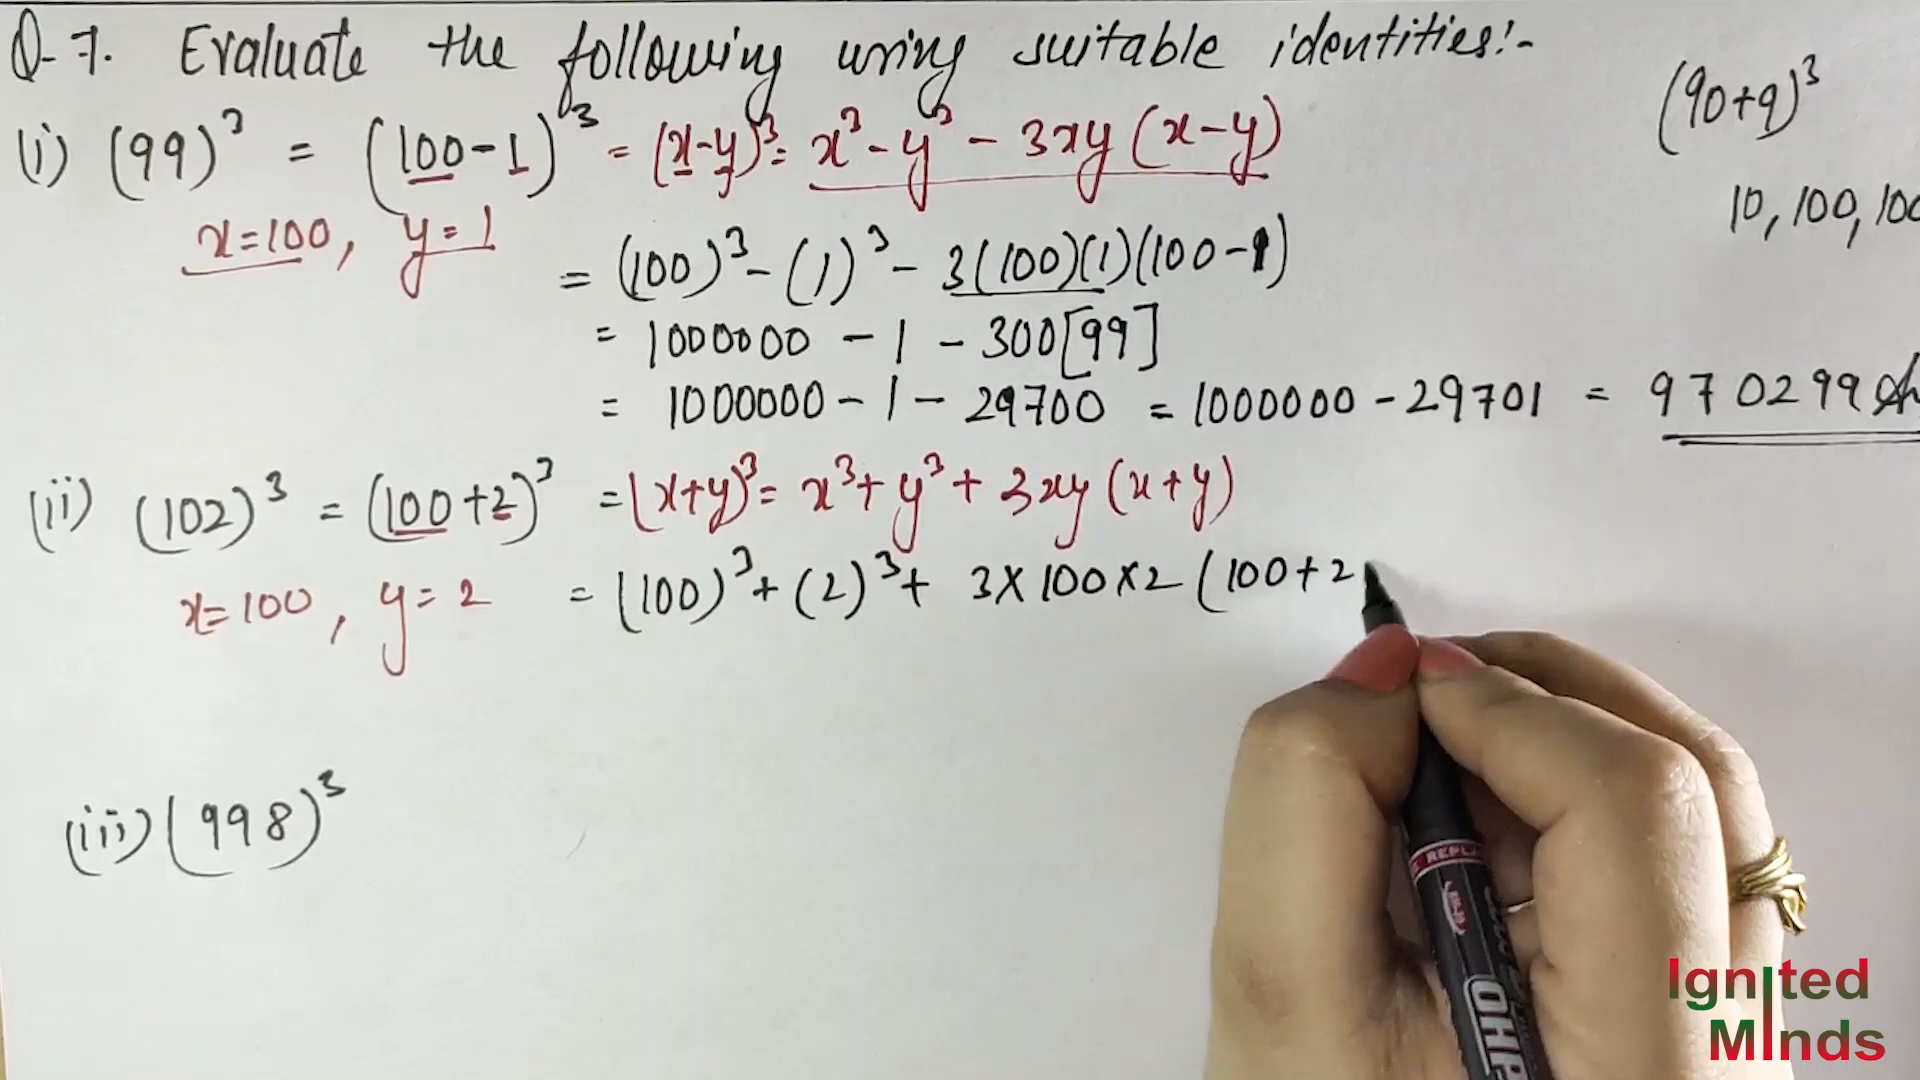 Q-7. Evaluate the following using suitable identities:-
(90+9)³
(i) (99)³ = (100-1)³ = (x-y)³ = x³ - y³ - 3xy (x-y)
10, 100, 100
x=100, y=1
= (100)³ - (1)³ - 3(100)(1)(100-1)
= 1000000 - 1 - 300[99]
= 1000000 - 1 - 29700 = 1000000 - 29701 = 970299
(ii) (102)³ = (100+2)³ = (x+y)³ = x³ + y³ + 3xy (x+y)
x=100, y=2 = (100)³ + (2)³ + 3×100×2 (100+2
(iii) (998)³
REPL
OHP
Ignited
Minds